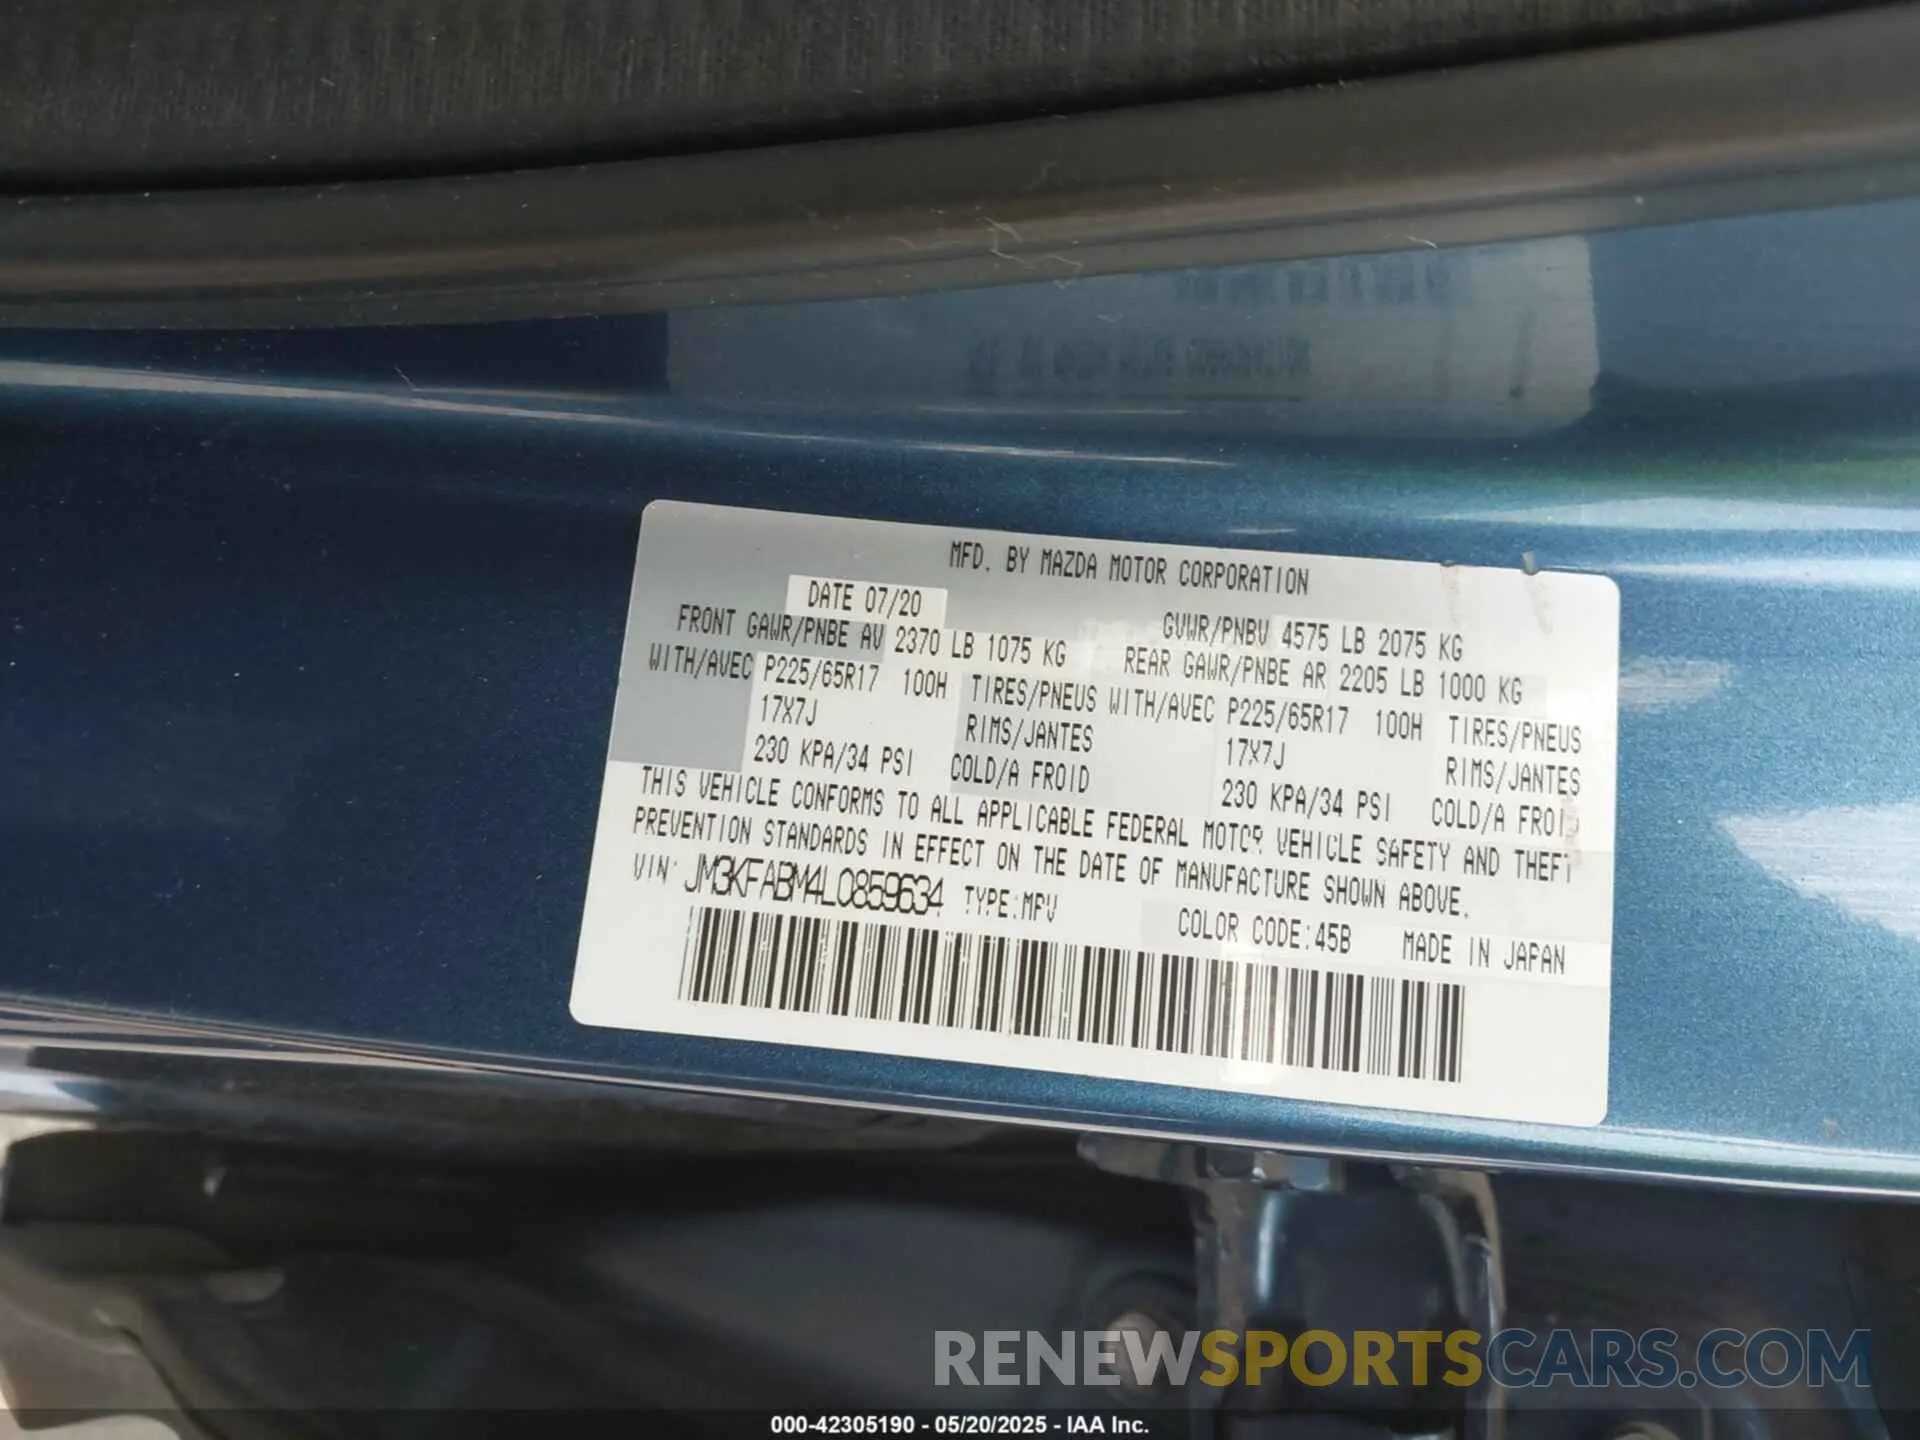 MFD. BY MAZDA MOTOR CORPORATION
DATE 07/20 GVWR/PNBV 4575 LB 2075 KG
FRONT GAWR/PNBE AV 2370 LB 1075 KG REAR GAWR/PNBE AR 2205 LB 1000 KG
WITH/AVEC P225/65R17 100H TIRES/PNEUS WITH/AVEC P225/65R17 100H TIRES/PNEUS
17X7J RIMS/JANTES 17X7J RIMS/JANTES
230 KPA/34 PSI COLD/A FROID 230 KPA/34 PSI COLD/A FROID
THIS VEHICLE CONFORMS TO ALL APPLICABLE FEDERAL MOTOR VEHICLE SAFETY AND THEFT
PREVENTION STANDARDS IN EFFECT ON THE DATE OF MANUFACTURE SHOWN ABOVE.
VIN: JM3KFABM4L0859634 TYPE:MPV COLOR CODE:45B MADE IN JAPAN
RENEWSPORTSCARS.COM
000-42305190 - 05/20/2025 - IAA Inc.